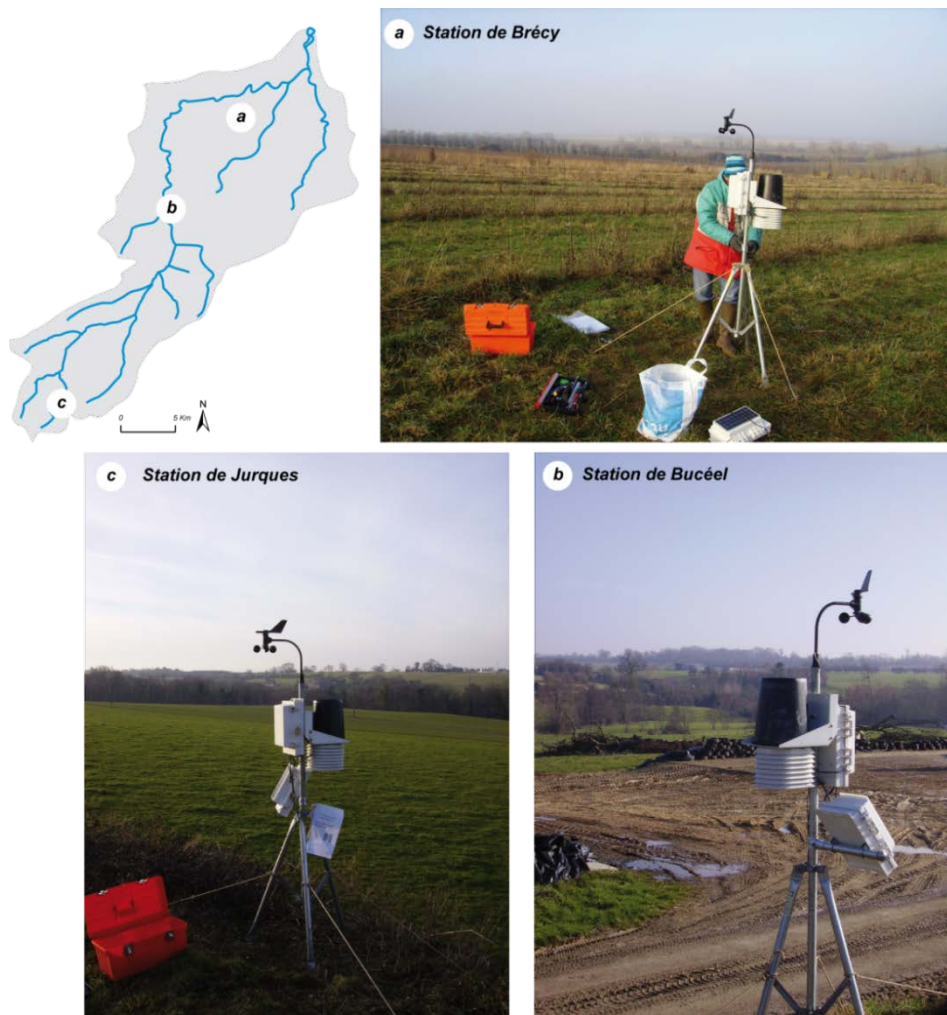 a Station de Brécy
a
b
c
N
0 5 Km
c Station de Jurques
b Station de Bucéel